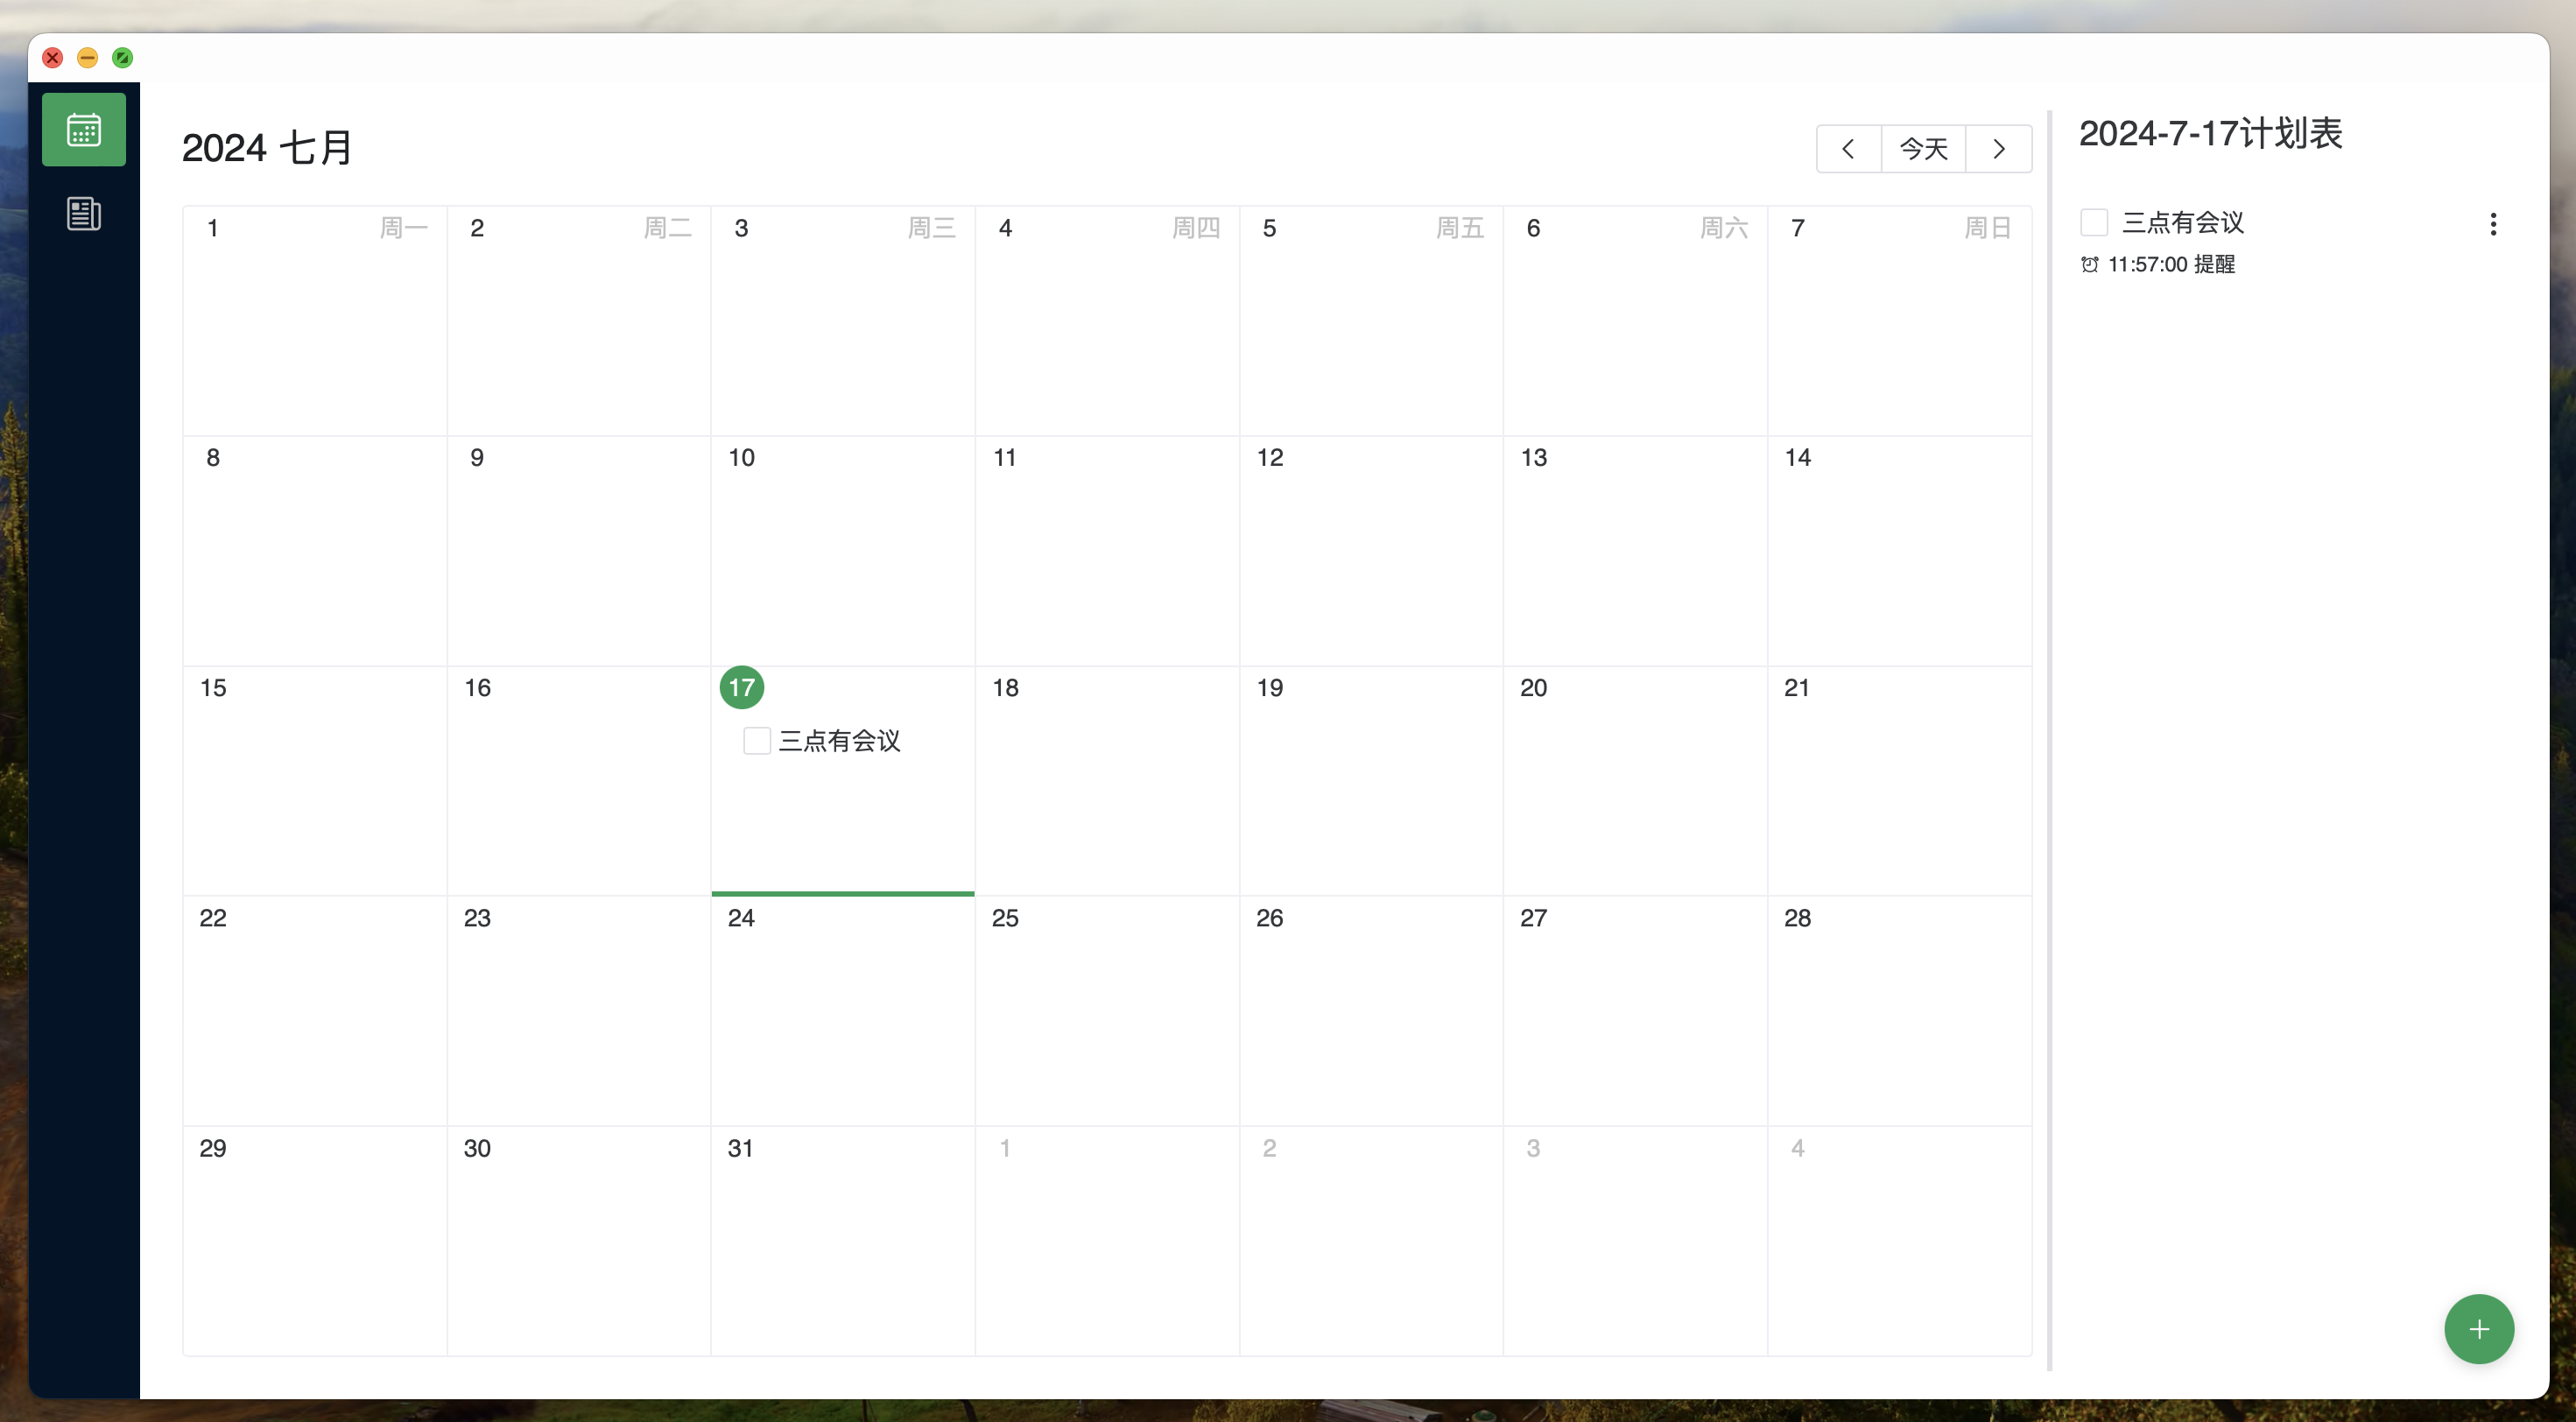 2024 七月
今天
1 周一 2 周二 3 周三 4 周四 5 周五 6 周六 7 周日
8 9 10 11 12 13 14
15 16 17 18 19 20 21
三点有会议
22 23 24 25 26 27 28
29 30 31 1 2 3 4
2024-7-17计划表
三点有会议
11:57:00 提醒